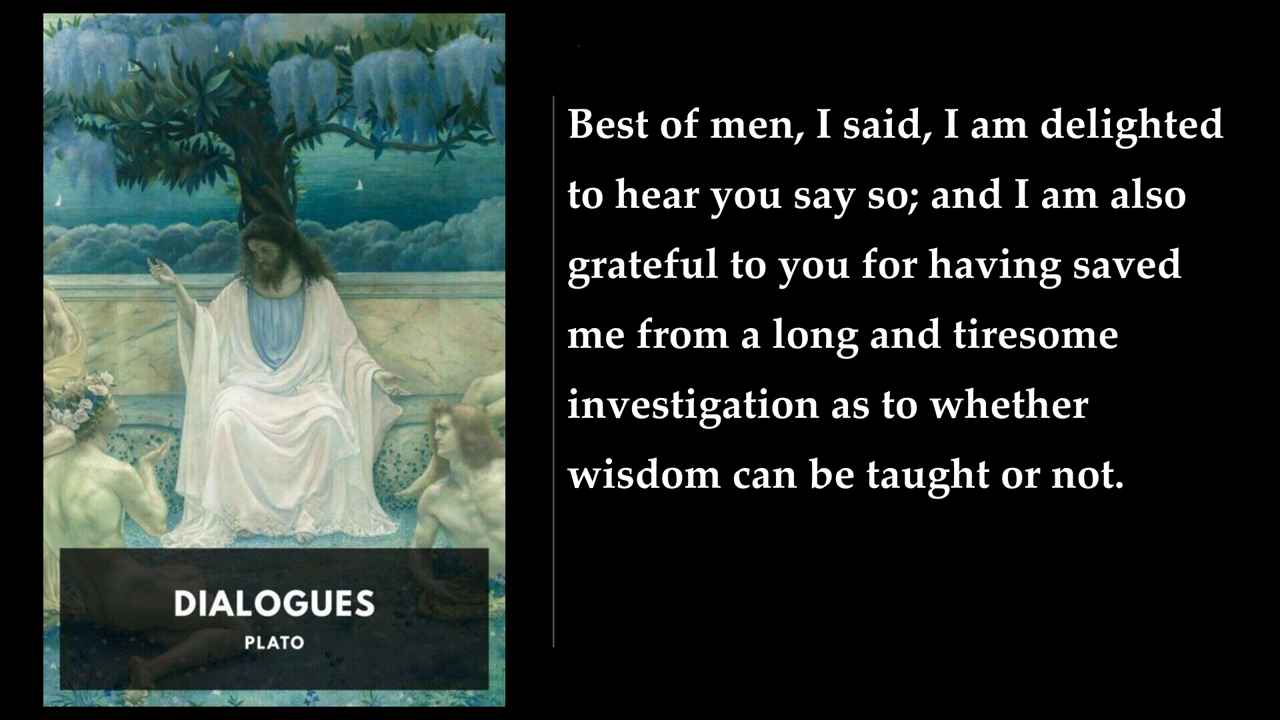 Best of men, I said, I am delighted
to hear you say so; and I am also
grateful to you for having saved
me from a long and tiresome
investigation as to whether
wisdom can be taught or not.
DIALOGUES
PLATO